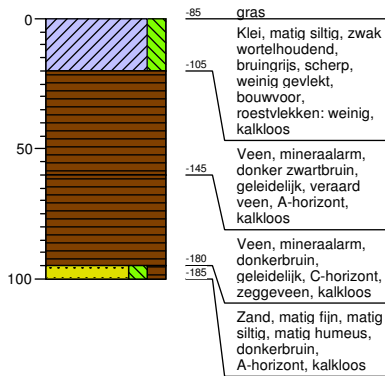 0
50
100
-85
gras
Klei, matig siltig, zwak
wortelhoudend,
bruingrijs, scherp,
weinig gevlekt,
bouwvoor,
roestvlekken: weinig,
kalkloos
-105
Veen, mineraalarm,
donker zwartbruin,
geleidelijk, veraard
veen, A-horizont,
kalkloos
-145
Veen, mineraalarm,
donkerbruin,
geleidelijk, C-horizont,
zeggeveen, kalkloos
-180
-185
Zand, matig fijn, matig
siltig, matig humeus,
donkerbruin,
A-horizont, kalkloos